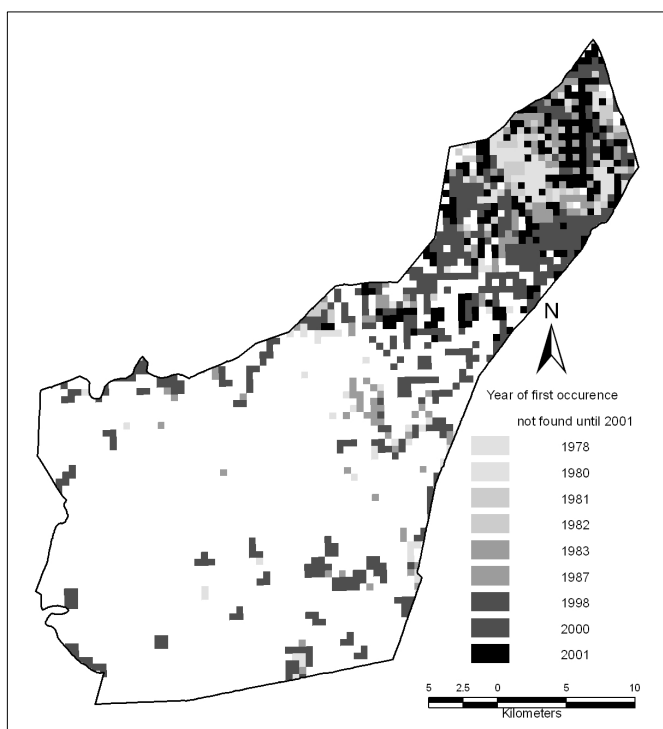 N
Year of first occurence
not found until 2001
1978
1980
1981
1982
1983
1987
1998
2000
2001
5 2.5 0 5 10
Kilometers